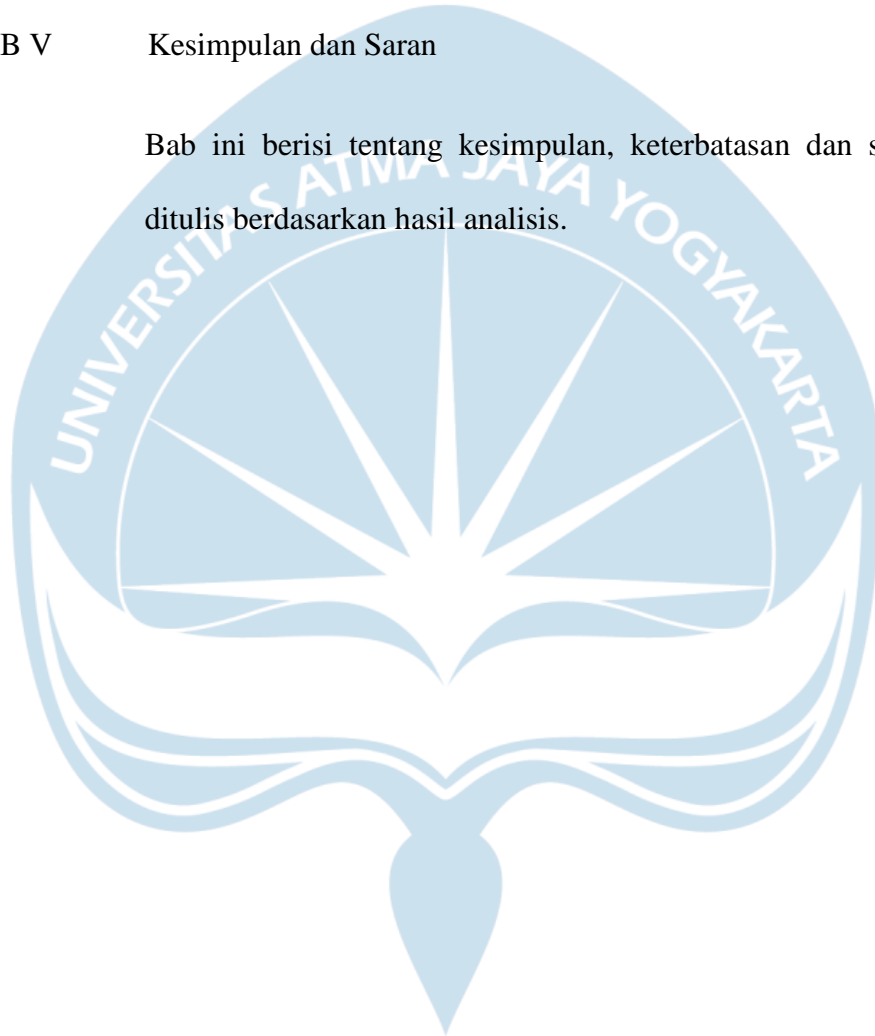 B V Kesimpulan dan Saran
Bab ini berisi tentang kesimpulan, keterbatasan dan s
ditulis berdasarkan hasil analisis.
UNIVERSITAS ATMA JAYA YOGYAKARTA